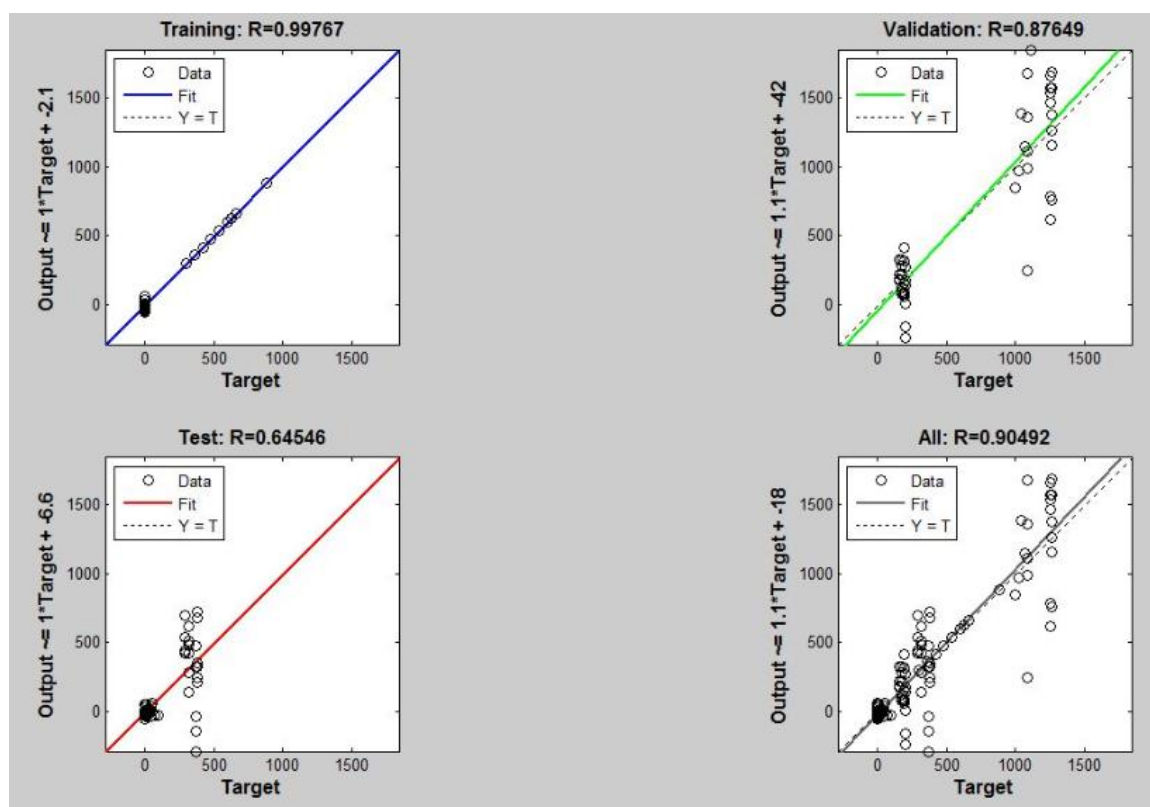 Training: R=0.99767
Output ~= 1*Target + -2.1
Data
Fit
Y = T
1500
1000
500
0
0 500 1000 1500
Target
Validation: R=0.87649
Output ~= 1.1*Target + -42
Data
Fit
Y = T
1500
1000
500
0
0 500 1000 1500
Target
Test: R=0.64546
Output ~= 1*Target + -6.6
Data
Fit
Y = T
1500
1000
500
0
0 500 1000 1500
Target
All: R=0.90492
Output ~= 1.1*Target + -18
Data
Fit
Y = T
1500
1000
500
0
0 500 1000 1500
Target